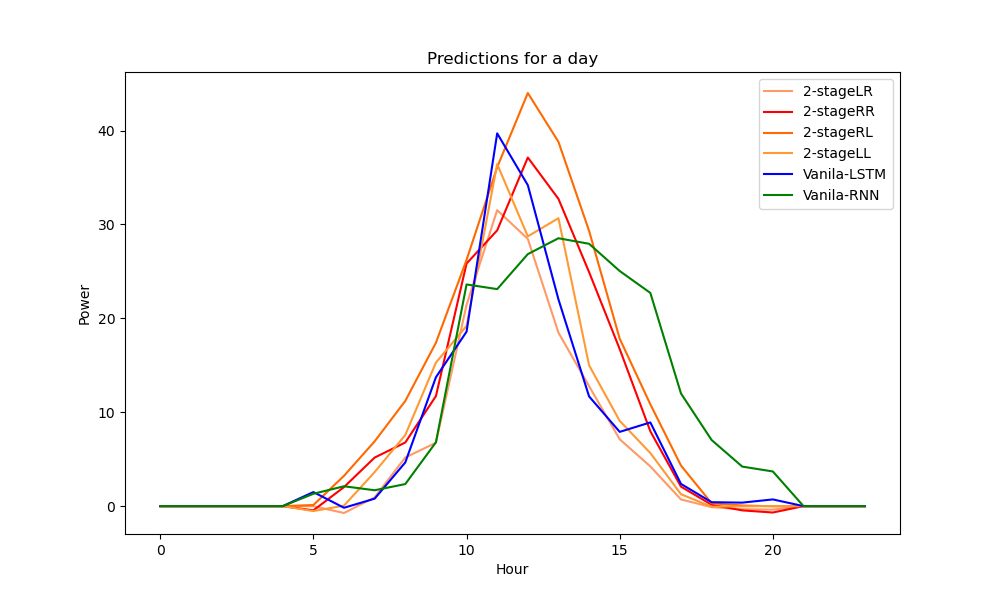 Predictions for a day
2-stageLR
2-stageRR
2-stageRL
2-stageLL
Vanila-LSTM
Vanila-RNN
Power
40
30
20
10
0
0 5 10 15 20
Hour